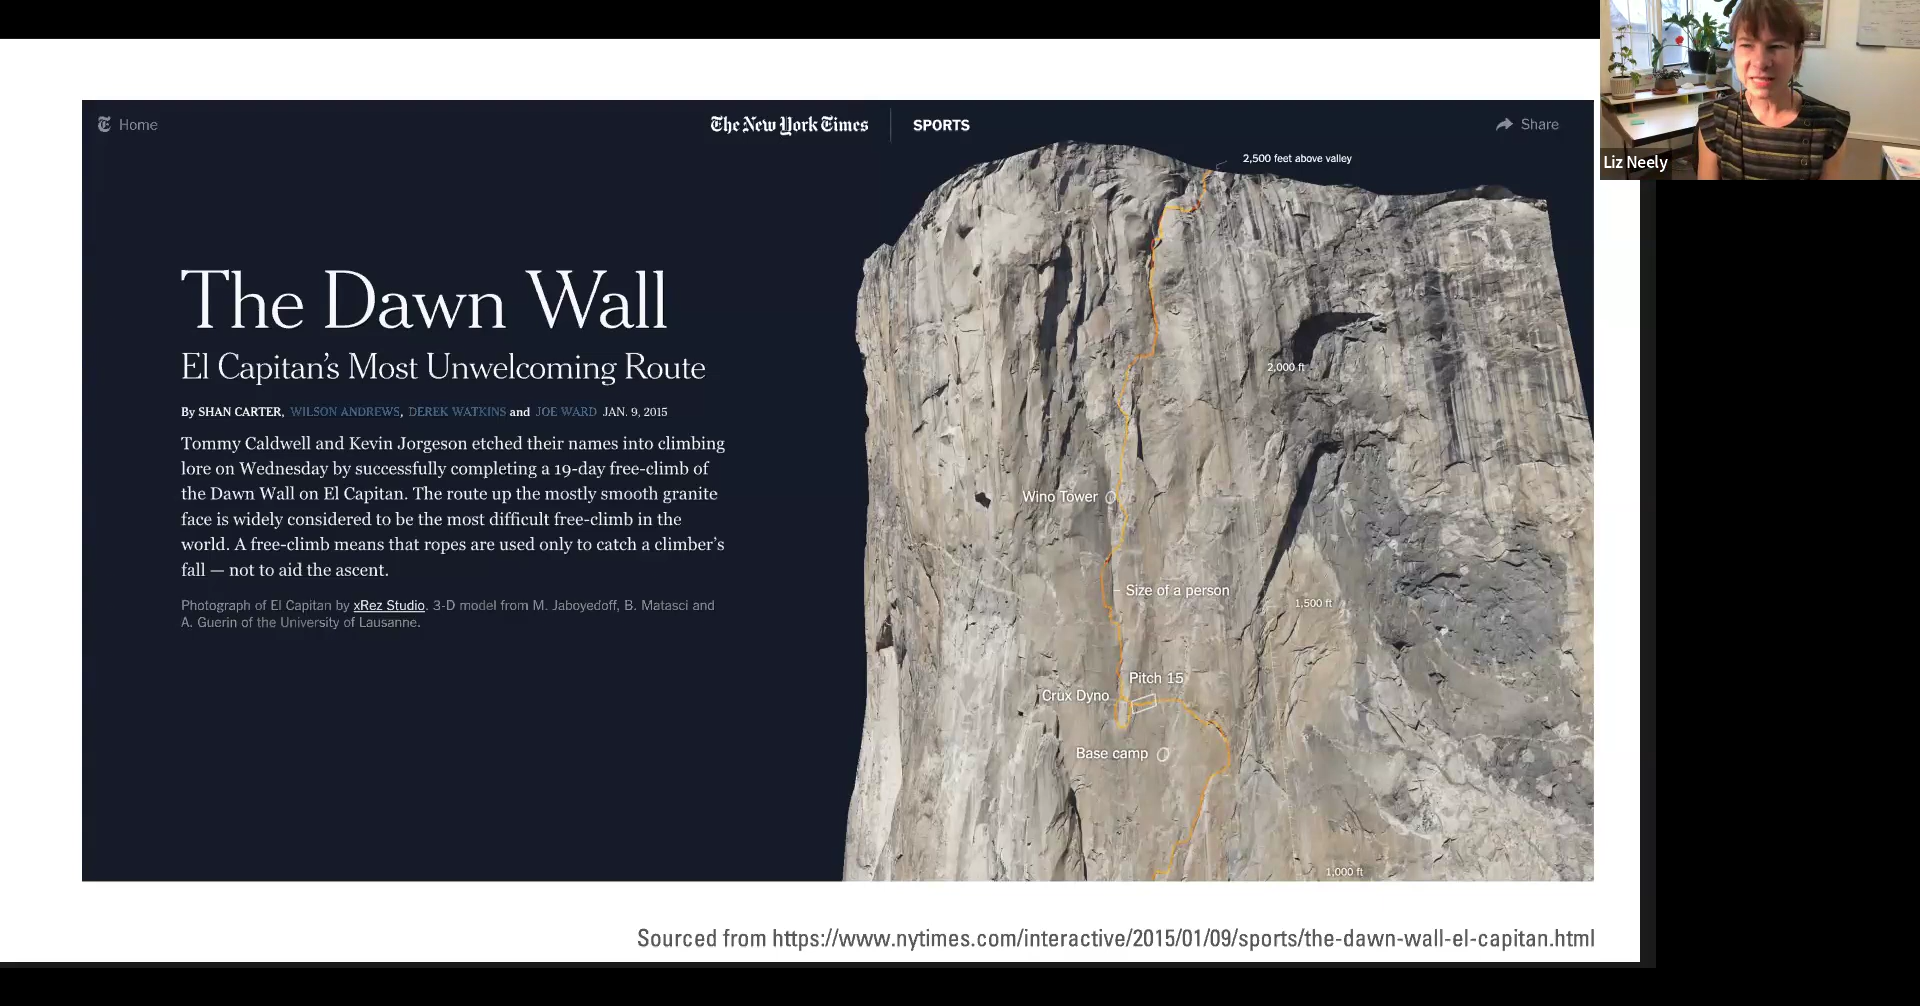 Home
The New York Times
SPORTS
Share
Liz Neely
2,500 feet above valley
The Dawn Wall
El Capitan's Most Unwelcoming Route
By SHAN CARTER, WILSON ANDREWS, DEREK WATKINS and JOE WARD JAN. 9, 2015
Tommy Caldwell and Kevin Jorgeson etched their names into climbing
lore on Wednesday by successfully completing a 19-day free-climb of
the Dawn Wall on El Capitan. The route up the mostly smooth granite
face is widely considered to be the most difficult free-climb in the
world. A free-climb means that ropes are used only to catch a climber's
fall — not to aid the ascent.
Photograph of El Capitan by xRez Studio. 3-D model from M. Jaboyedoff, B. Matasci and
A. Guerin of the University of Lausanne.
2,000 ft
Wino Tower
Size of a person
1,500 ft
Pitch 15
Crux Dyno
Base camp
1,000 ft
Sourced from https://www.nytimes.com/interactive/2015/01/09/sports/the-dawn-wall-el-capitan.html